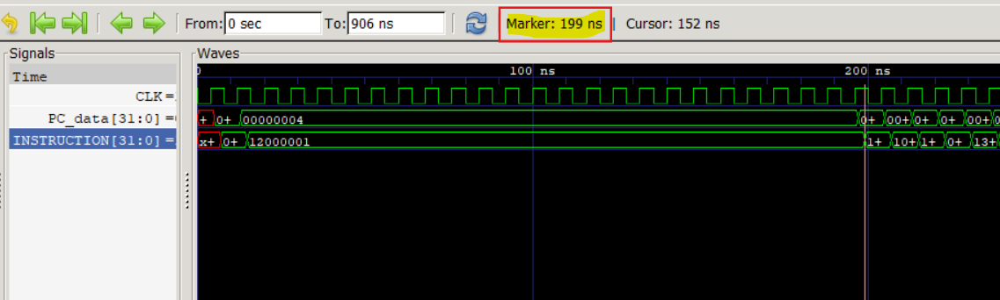 From: 0 sec To: 906 ns Marker: 199 ns | Cursor: 152 ns
Signals Waves
Time 0 100 ns 200 ns
CLK =
PC_data[31:0] = + 0+ 00000004 0+ 00+ 0+ 0+ 00+ 0
INSTRUCTION[31:0] = x+ 0+ 12000001 1+ 10+ 1+ 0+ 13+